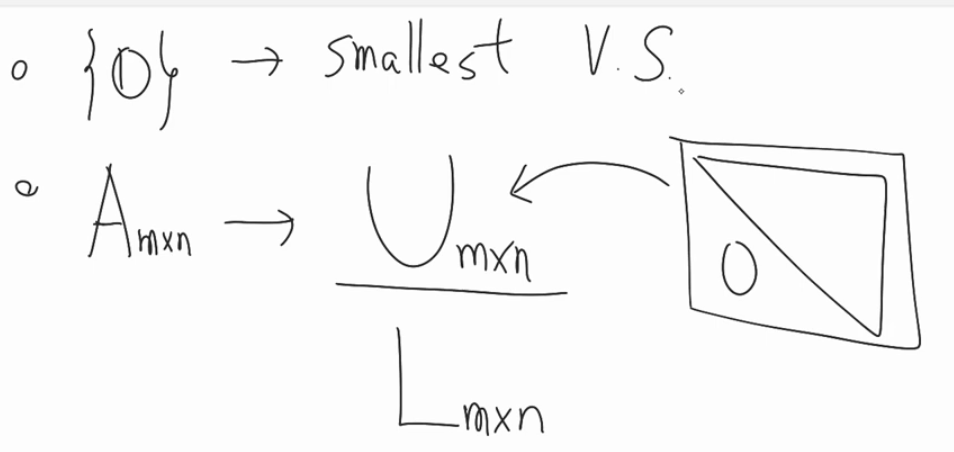 {0} → smallest V.S.
A m×n → U m×n
0
L m×n